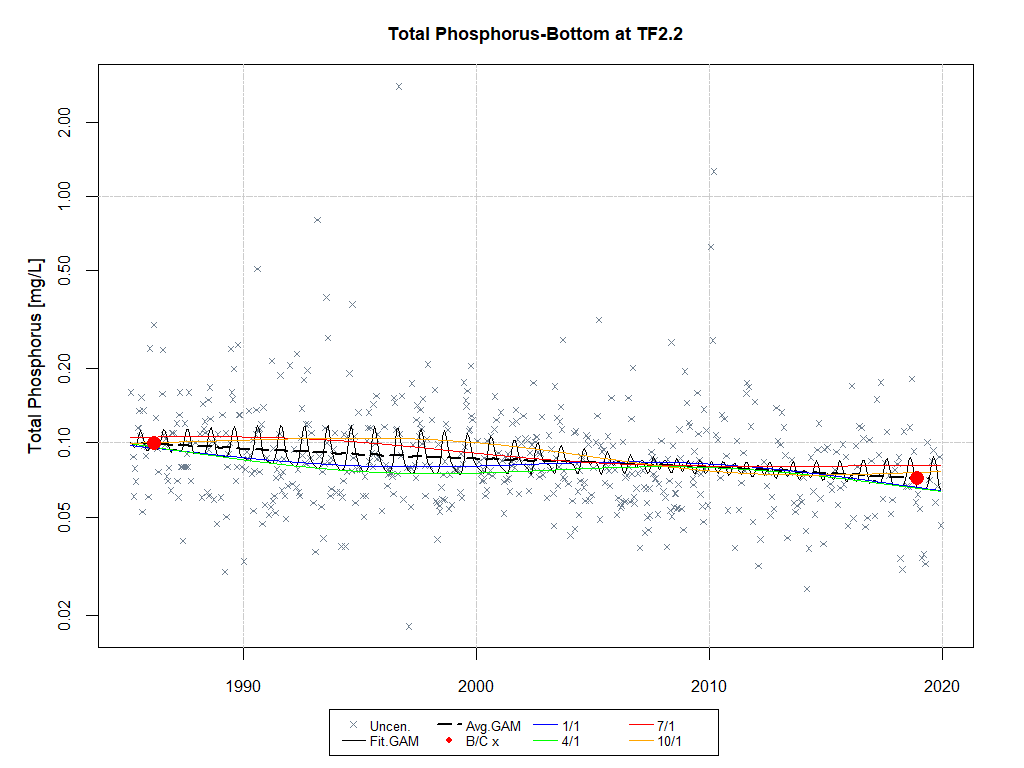 Total Phosphorus-Bottom at TF2.2
Total Phosphorus [mg/L]
2.00
1.00
0.50
0.20
0.10
0.05
0.02
1990 2000 2010 2020
Uncen. Avg.GAM 1/1 7/1
Fit.GAM B/C x 4/1 10/1